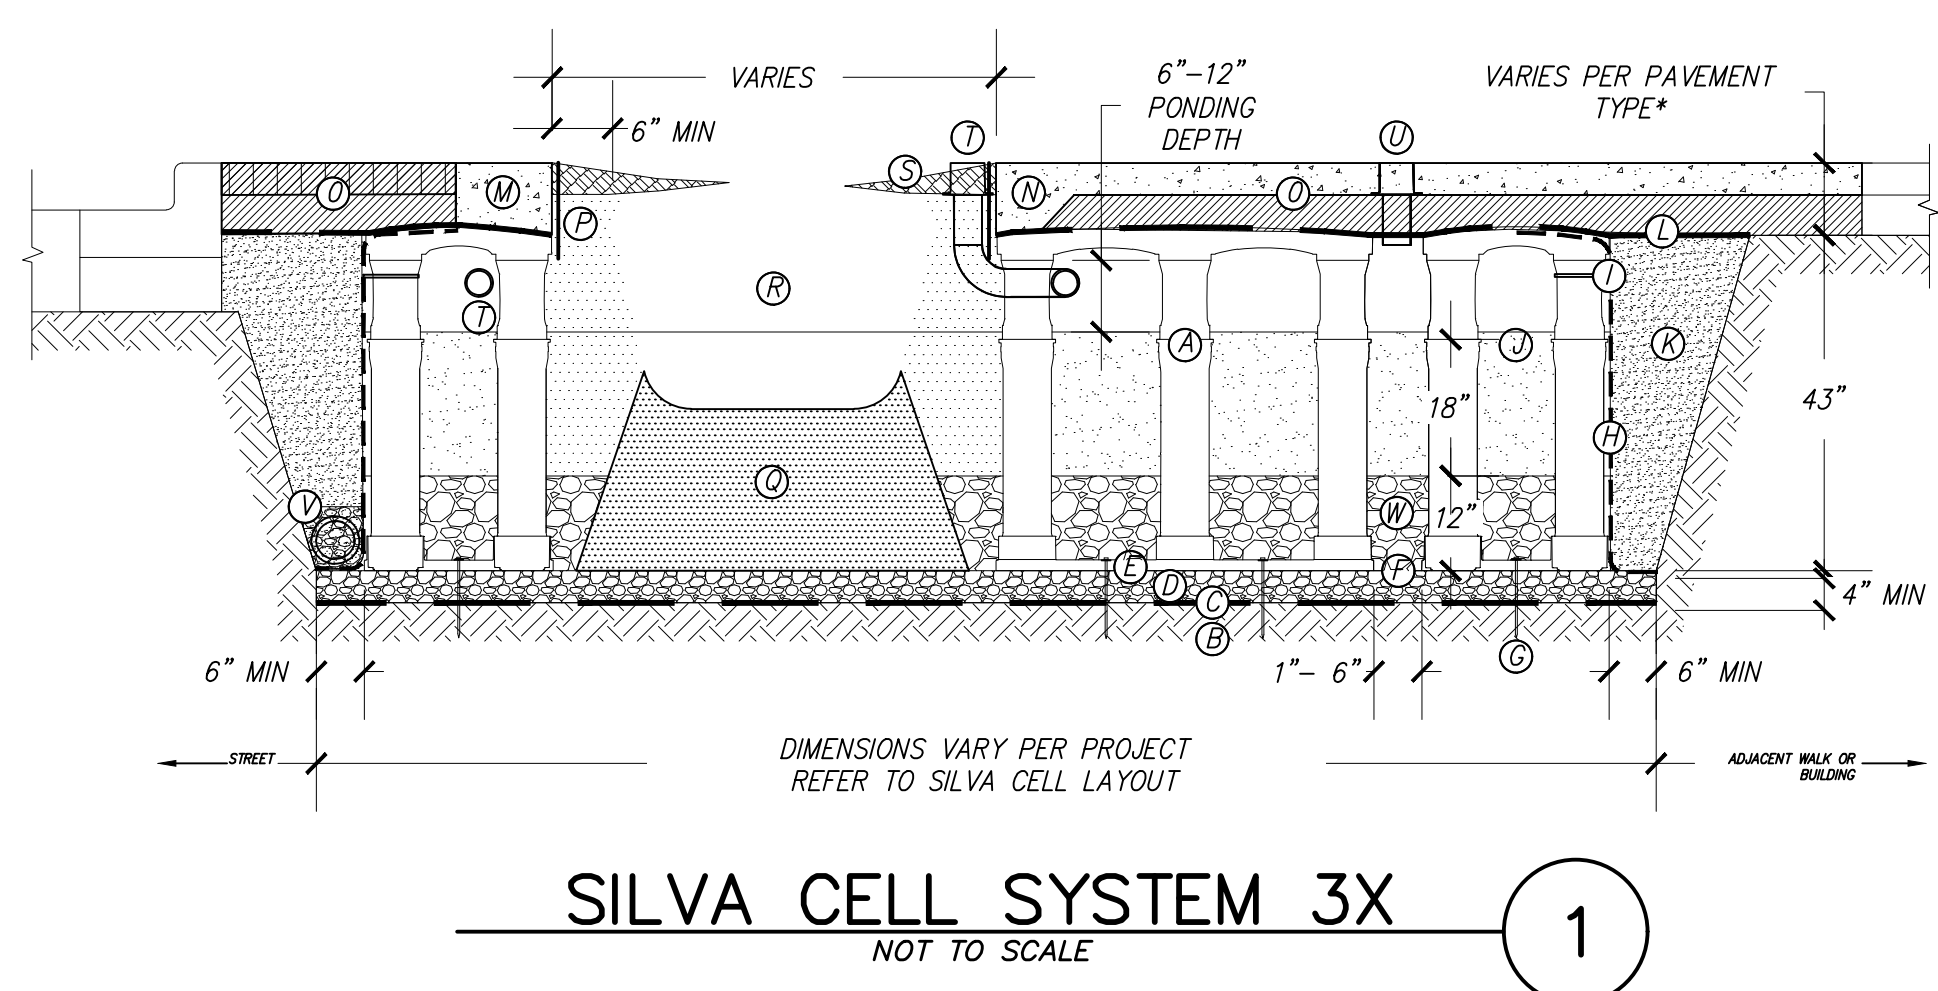 VARIES
6"-12"
PONDING
DEPTH
VARIES PER PAVEMENT
TYPE*
6" MIN
T
U
S
O
M
N
O
P
L
I
R
T
A
J
K
43"
18"
H
Q
V
W
12"
E
F
D
4" MIN
C
B
G
6" MIN
1"- 6"
6" MIN
DIMENSIONS VARY PER PROJECT
REFER TO SILVA CELL LAYOUT
STREET
ADJACENT WALK OR
BUILDING
SILVA CELL SYSTEM 3X
NOT TO SCALE
1